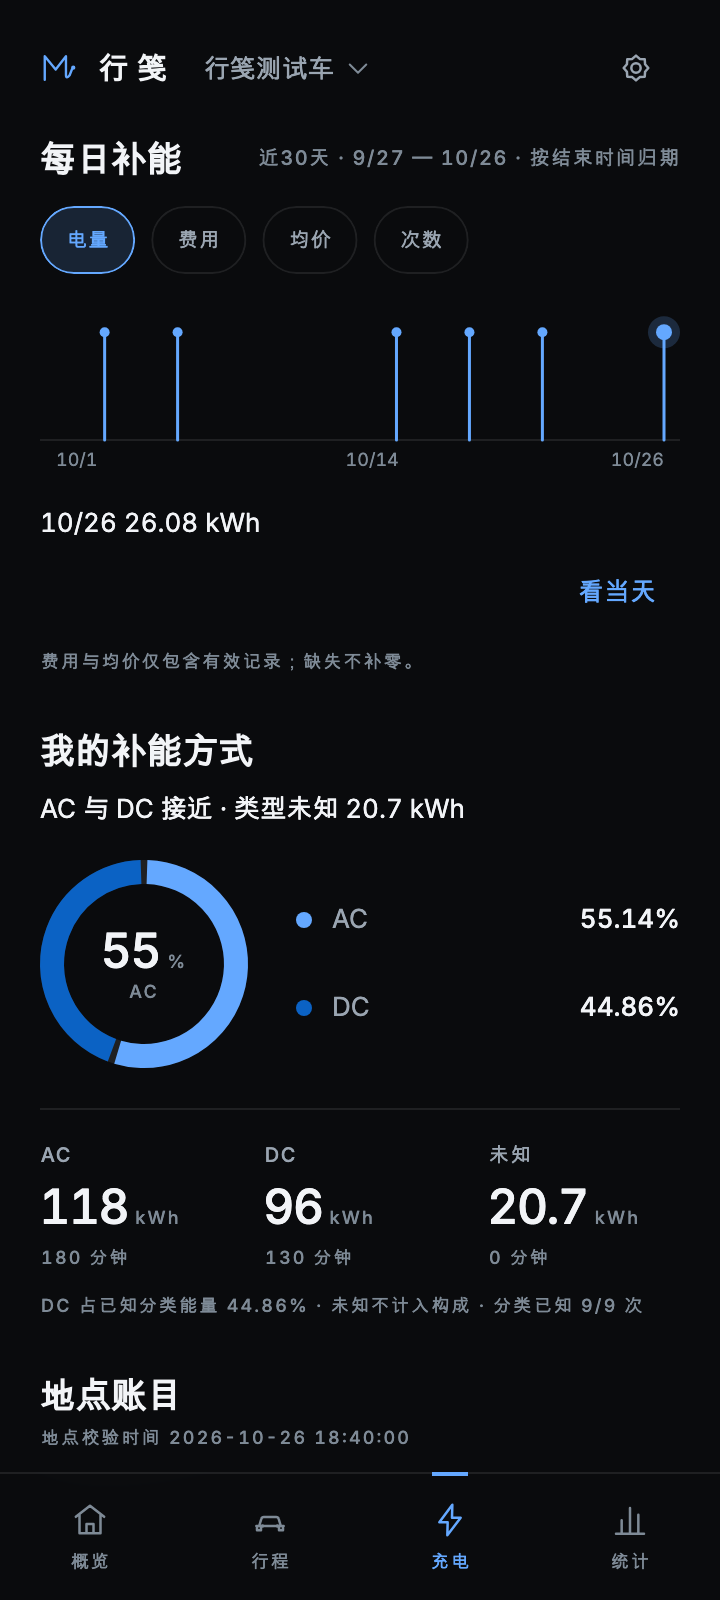 行笺 行笺测试车
每日补能 近30天 · 9/27 — 10/26 · 按结束时间归期
电量 费用 均价 次数
10/1 10/14 10/26
10/26 26.08 kWh
看当天
费用与均价仅包含有效记录；缺失不补零。
我的补能方式
AC 与 DC 接近 · 类型未知 20.7 kWh
55 %
AC
AC 55.14%
DC 44.86%
AC DC 未知
118 kWh 96 kWh 20.7 kWh
180 分钟 130 分钟 0 分钟
DC 占已知分类能量 44.86% · 未知不计入构成 · 分类已知 9/9 次
地点账目
地点校验时间 2026-10-26 18:40:00
概览 行程 充电 统计